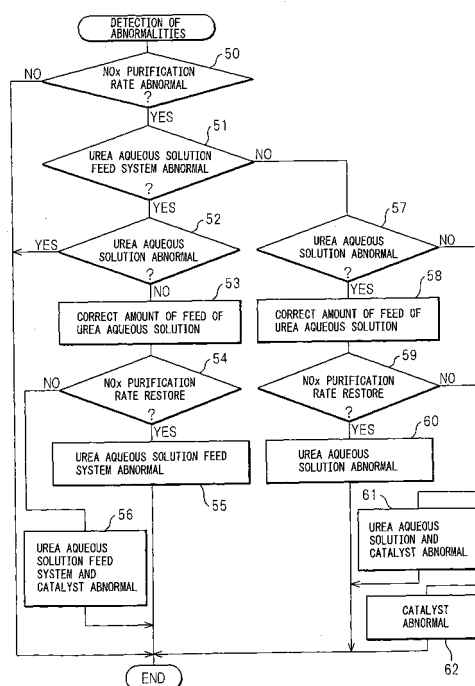 DETECTION OF
ABNORMALITIES
50
NO
NOx PURIFICATION
RATE ABNORMAL
?
YES
51
UREA AQUEOUS SOLUTION
FEED SYSTEM ABNORMAL
?
NO
YES
52
YES
UREA AQUEOUS
SOLUTION ABNORMAL
?
NO
57
UREA AQUEOUS
SOLUTION ABNORMAL
?
NO
YES
53
CORRECT AMOUNT OF FEED OF
UREA AQUEOUS SOLUTION
58
CORRECT AMOUNT OF FEED OF
UREA AQUEOUS SOLUTION
54
NO
NOx PURIFICATION
RATE RESTORE
?
YES
59
NOx PURIFICATION
RATE RESTORE
?
NO
YES
UREA AQUEOUS SOLUTION FEED
SYSTEM ABNORMAL
55
60
UREA AQUEOUS
SOLUTION ABNORMAL
56
UREA AQUEOUS
SOLUTION FEED
SYSTEM AND
CATALYST ABNORMAL
61
UREA AQUEOUS
SOLUTION AND
CATALYST ABNORMAL
CATALYST
ABNORMAL
62
END